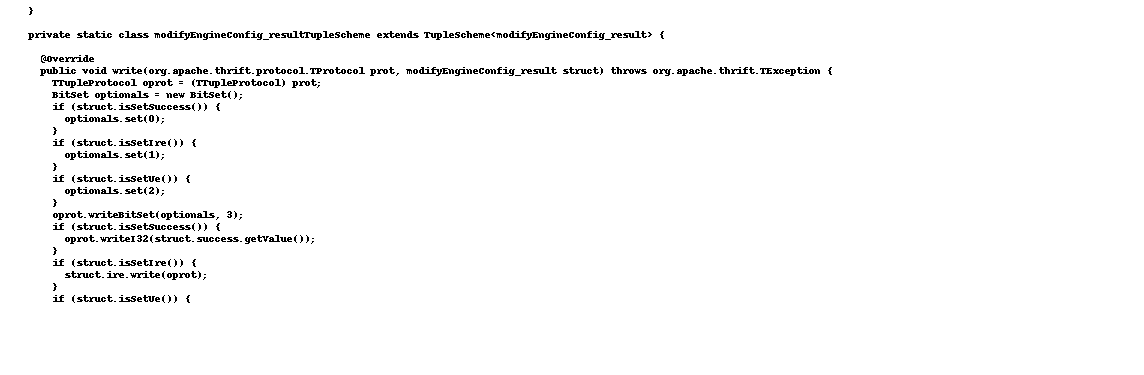 }
private static class modifyEngineConfig_resultTupleScheme extends TupleScheme<modifyEngineConfig_result> {
@Override
public void write(org.apache.thrift.protocol.TProtocol prot, modifyEngineConfig_result struct) throws org.apache.thrift.TException {
TTupleProtocol oprot = (TTupleProtocol) prot;
BitSet optionals = new BitSet();
if (struct.isSetSuccess()) {
optionals.set(0);
}
if (struct.isSetIre()) {
optionals.set(1);
}
if (struct.isSetUe()) {
optionals.set(2);
}
oprot.writeBitSet(optionals, 3);
if (struct.isSetSuccess()) {
oprot.writeI32(struct.success.getValue());
}
if (struct.isSetIre()) {
struct.ire.write(oprot);
}
if (struct.isSetUe()) {